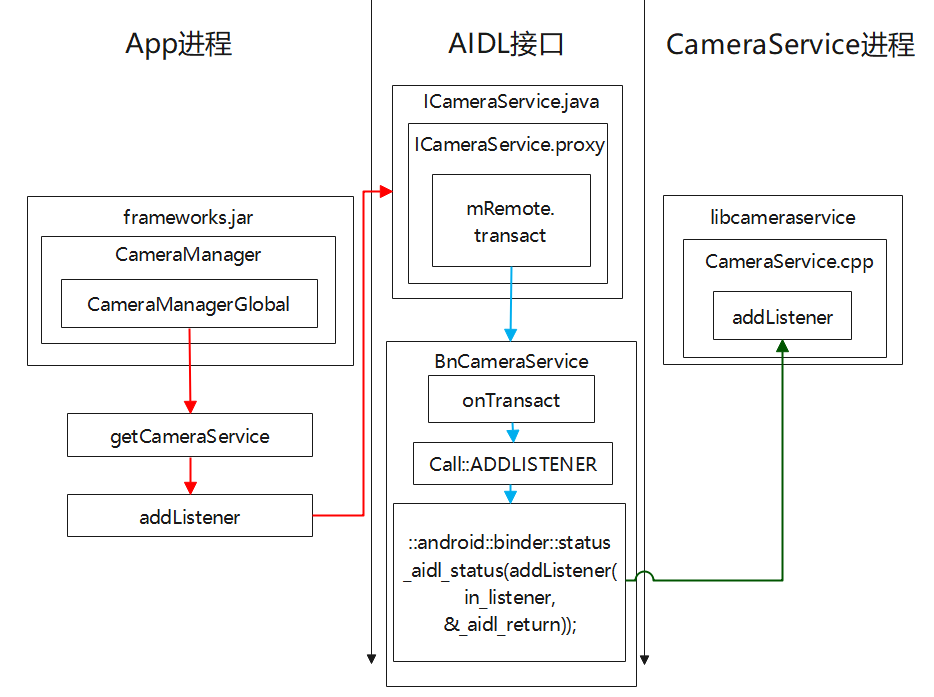 App进程
frameworks.jar
CameraManager
CameraManagerGlobal
getCameraService
addListener
AIDL接口
ICameraService.java
ICameraService.proxy
mRemote.
transact
BnCameraService
onTransact
Call::ADDLISTENER
::android::binder::status
_aidl_status(addListener(
in_listener,
&_aidl_return));
CameraService进程
libcameraservice
CameraService.cpp
addListener